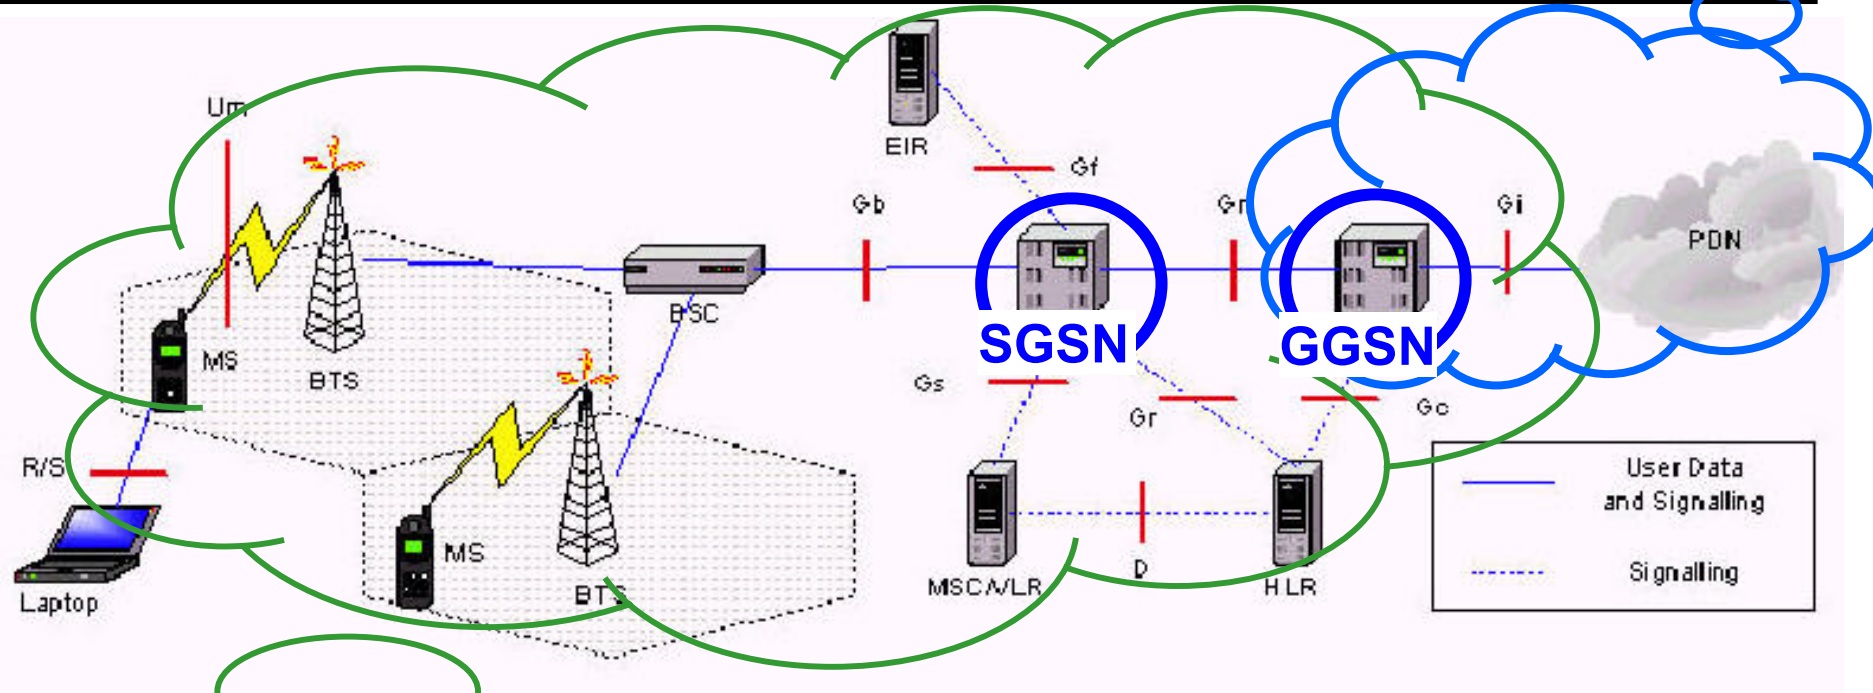 Um
EIR
Gf
Gb
Gn
Gi
PDN
BSC
SGSN
GGSN
MS
BTS
Gs
Gr
Gc
R/S
User Data
and Signalling
MS
Signalling
BTS
MSC/VLR
D
HLR
Laptop